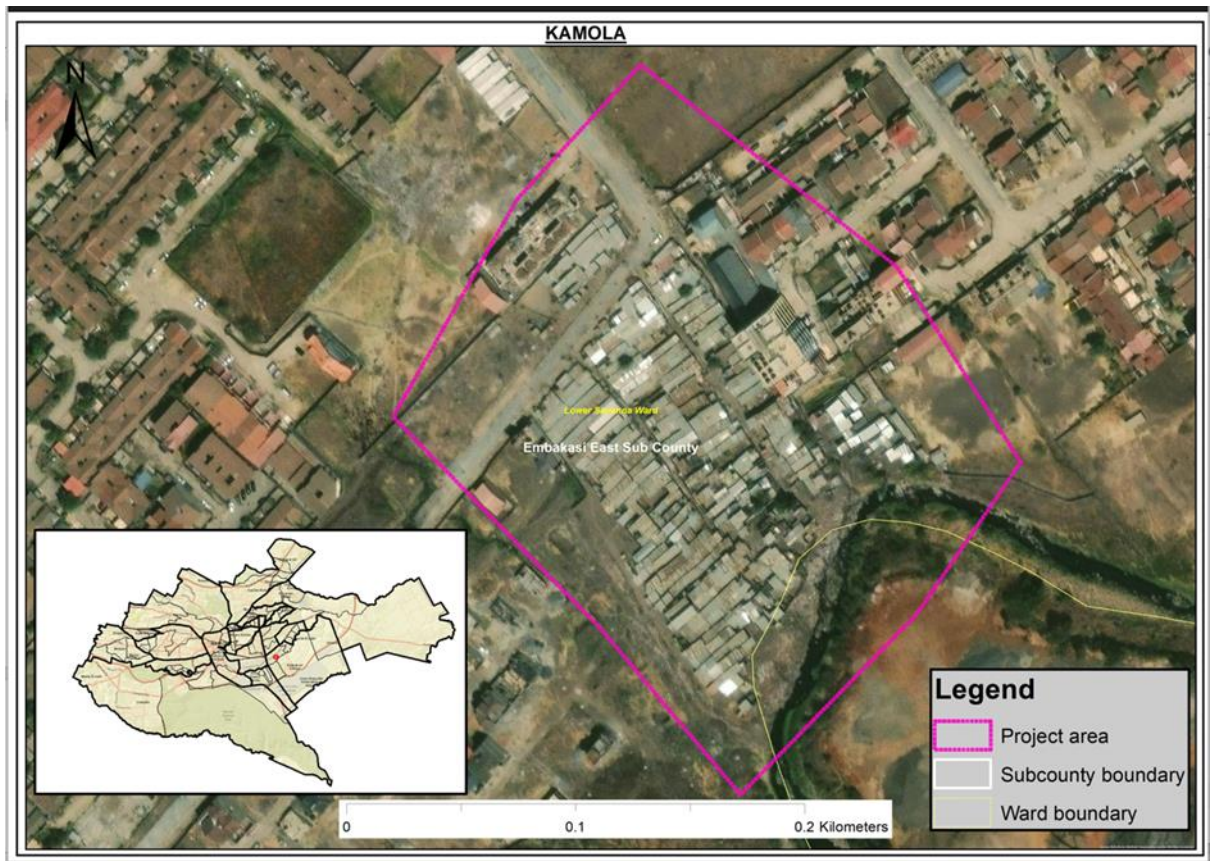 KAMOLA
N
Lower Savanna Ward
Embakasi East Sub County
Legend
Project area
Subcounty boundary
Ward boundary
0
0.1
0.2 Kilometers